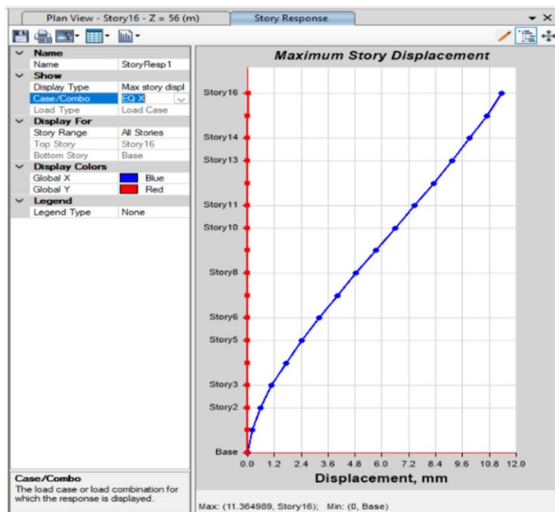 Plan View - Story16 - Z = 56 (m)
Story Response
Name
Name StoryResp1
Show
Display Type Max story displ
Case/Combo EQ X
Load Type Load Case
Display For
Story Range All Stories
Top Story Story16
Bottom Story Base
Display Colors
Global X Blue
Global Y Red
Legend
Legend Type None
Case/Combo
The load case or load combination for
which the response is displayed.
Maximum Story Displacement
Story16
Story14
Story13
Story11
Story10
Story8
Story6
Story5
Story3
Story2
Base
0.0 1.2 2.4 3.6 4.8 6.0 7.2 8.4 9.6 10.8 12.0
Displacement, mm
Max: (11.364989, Story16); Min: (0, Base)